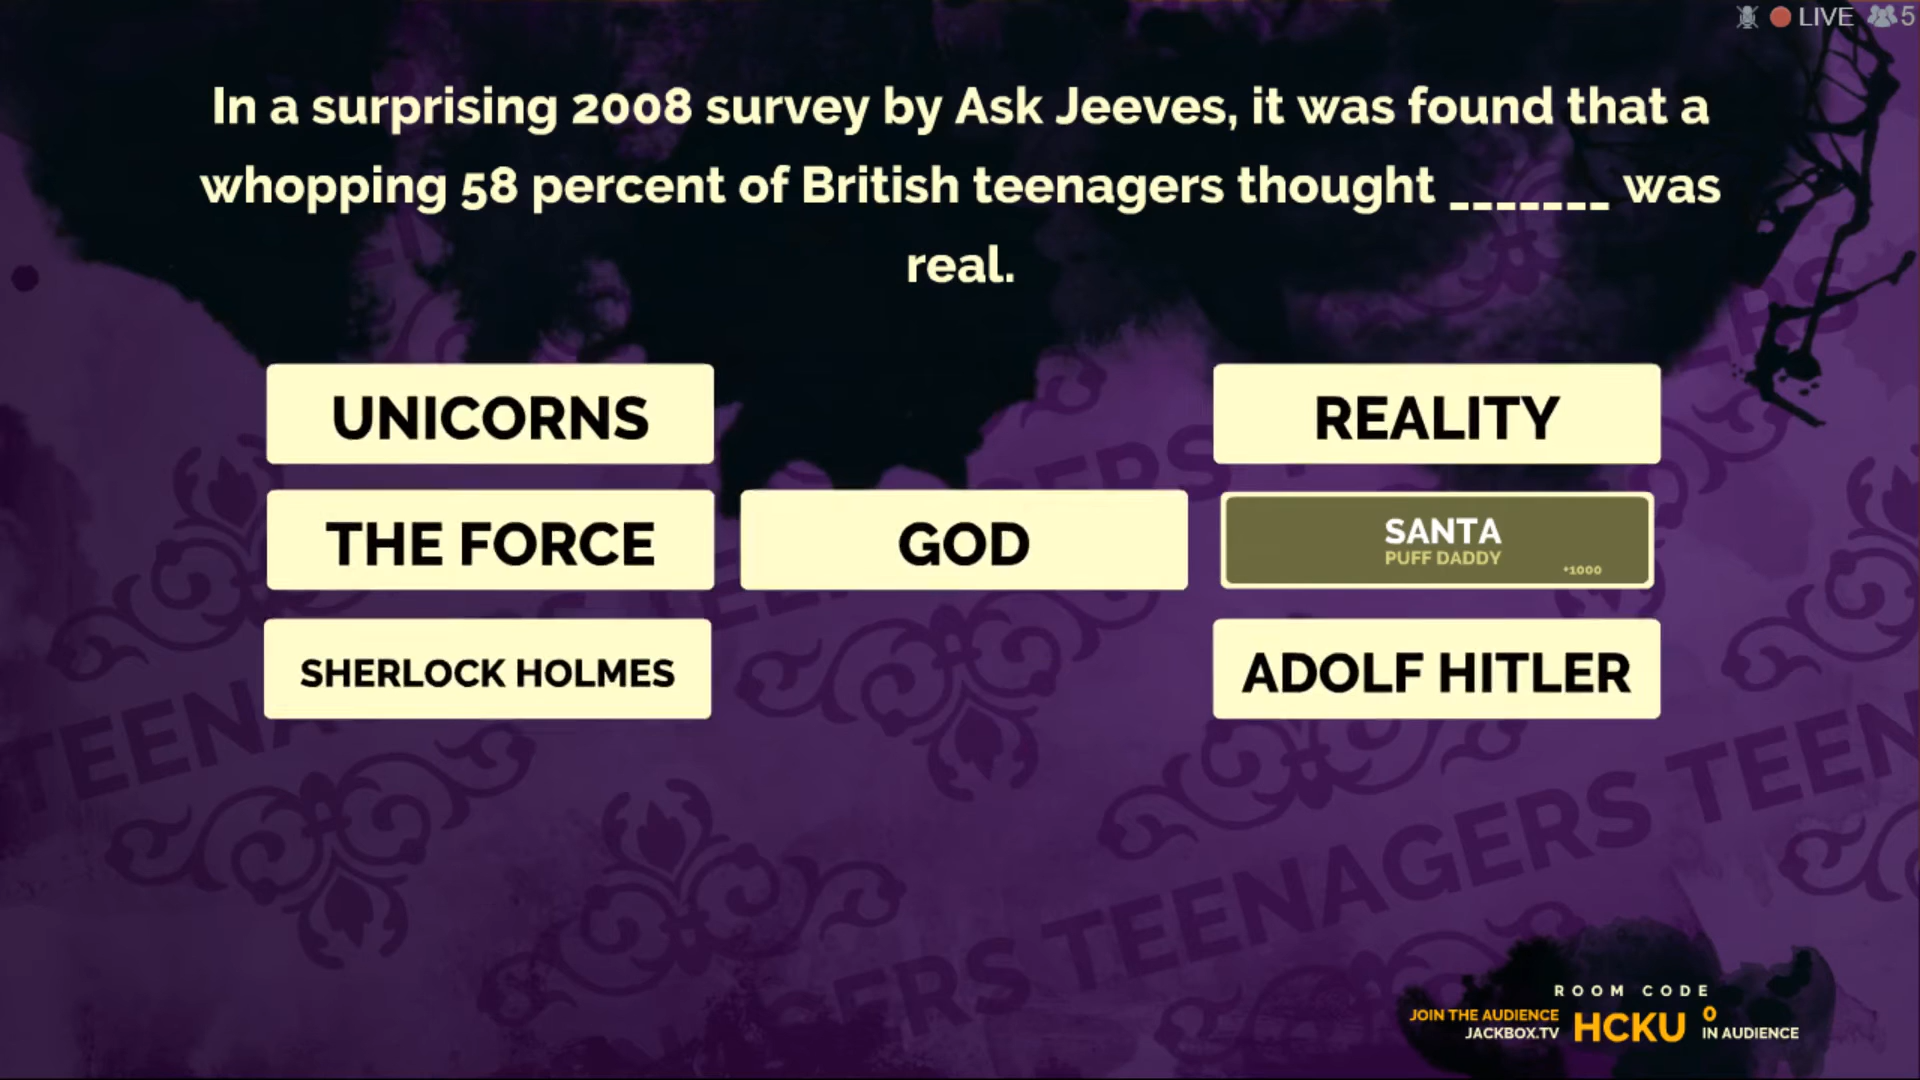 LIVE 5
In a surprising 2008 survey by Ask Jeeves, it was found that a
whopping 58 percent of British teenagers thought _______ was
real.
UNICORNS
REALITY
THE FORCE
GOD
SANTA
PUFF DADDY
+1000
SHERLOCK HOLMES
ADOLF HITLER
TEENAGERS TEENAGERS
TEENAGERS TEEN
ROOM CODE
JOIN THE AUDIENCE
JACKBOX.TV
HCKU
0
IN AUDIENCE